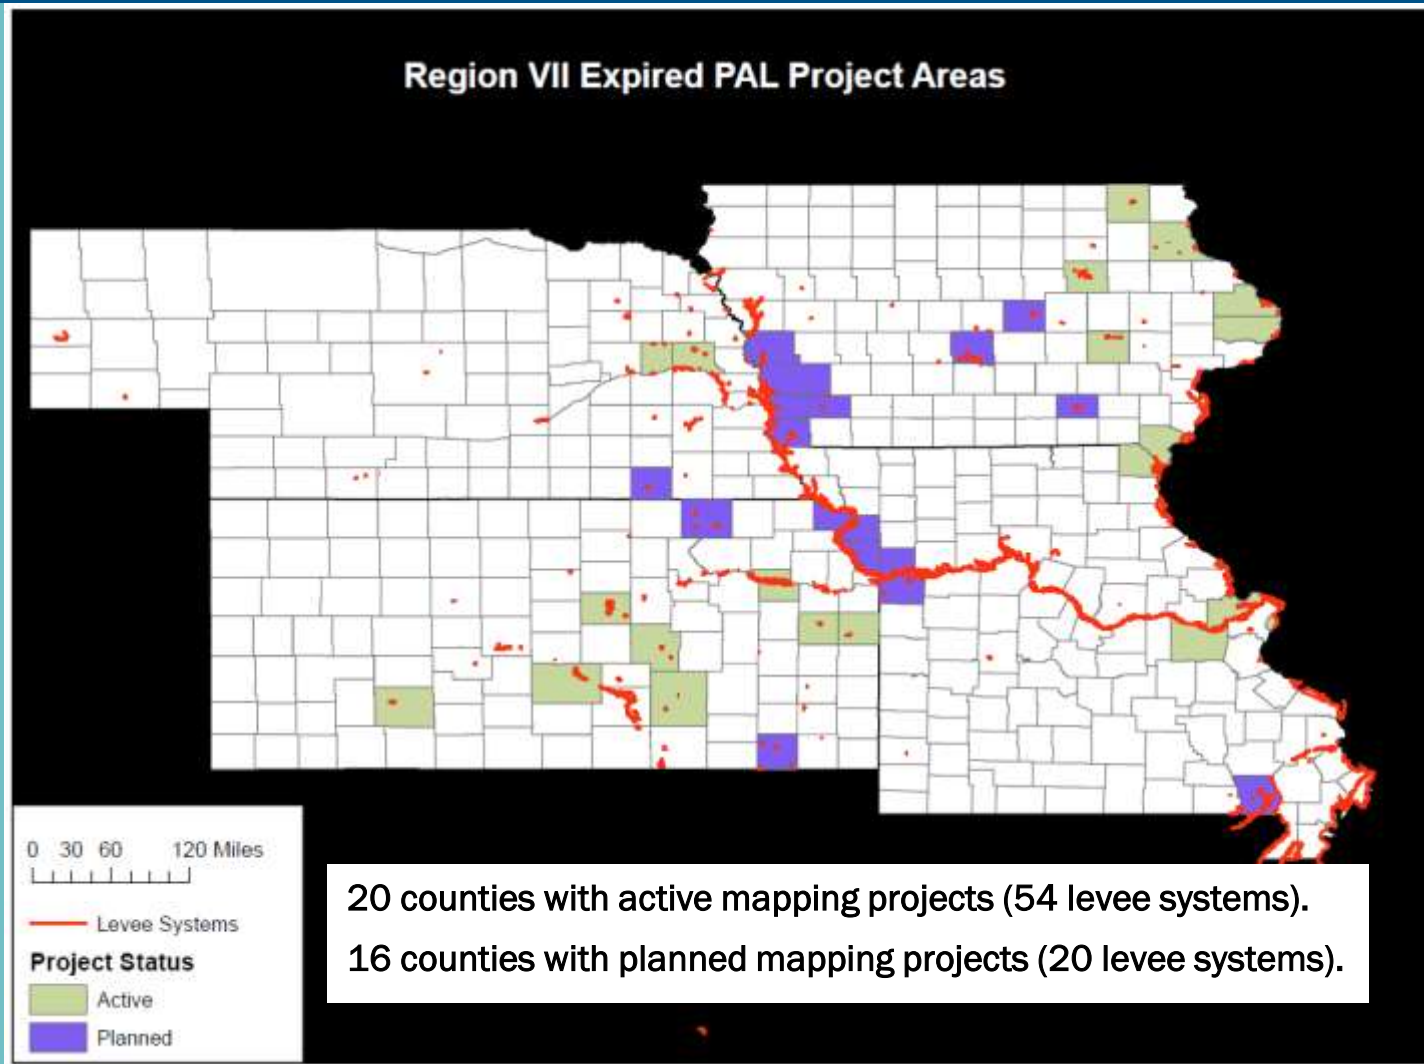 Region VII Expired PAL Project Areas
0 30 60 120 Miles
Levee Systems
Project Status
Active
Planned
20 counties with active mapping projects (54 levee systems).
16 counties with planned mapping projects (20 levee systems).